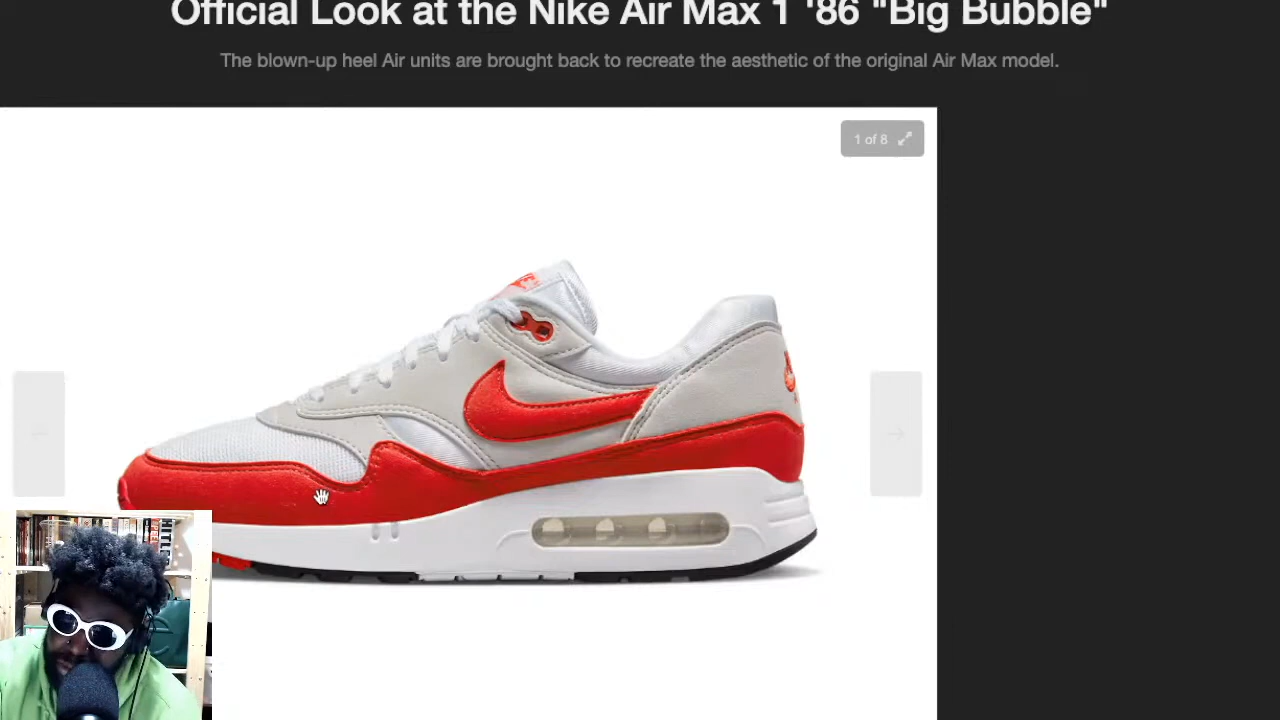 Official Look at the Nike Air Max 1 '86 "Big Bubble"
The blown-up heel Air units are brought back to recreate the aesthetic of the original Air Max model.
1 of 8